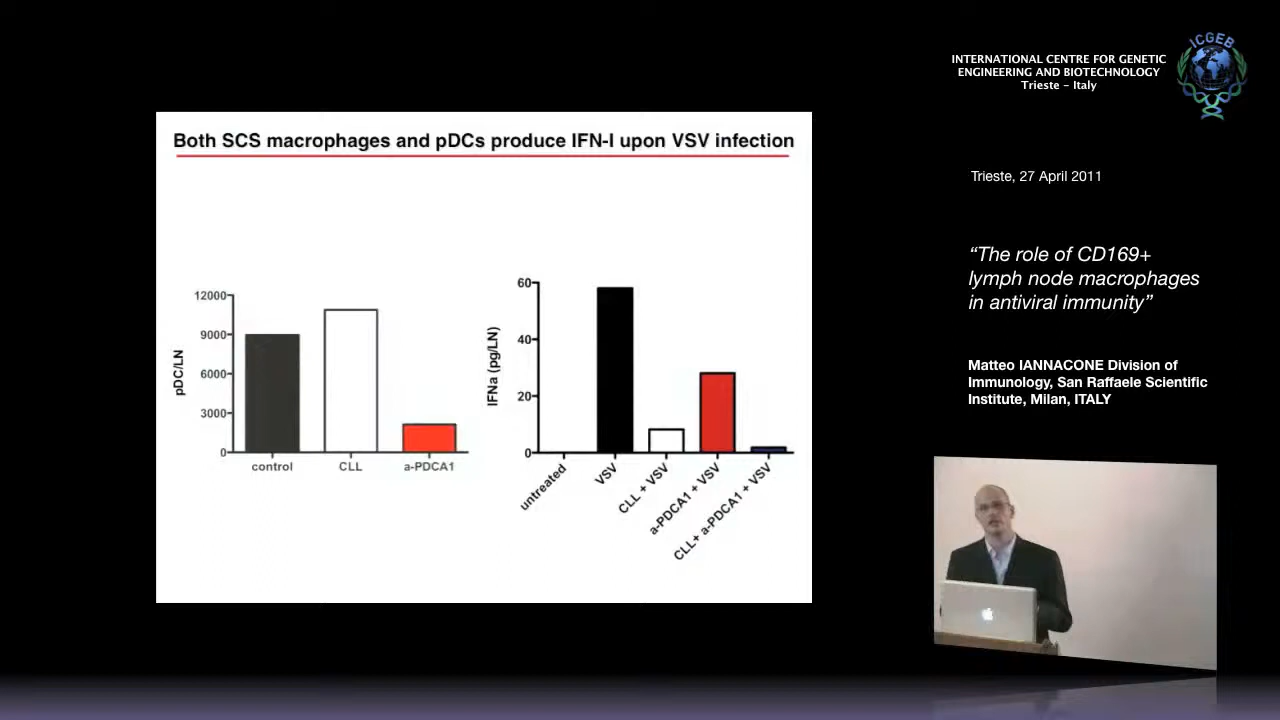 ICGEB
INTERNATIONAL CENTRE FOR GENETIC
ENGINEERING AND BIOTECHNOLOGY
Trieste – Italy
Trieste, 27 April 2011
“The role of CD169+
lymph node macrophages
in antiviral immunity”
Matteo IANNACONE Division of
Immunology, San Raffaele Scientific
Institute, Milan, ITALY
Both SCS macrophages and pDCs produce IFN-I upon VSV infection
pDC/LN
12000
9000
6000
3000
0
control
CLL
a-PDCA1
IFNa (pg/LN)
60
40
20
0
untreated
VSV
CLL + VSV
a-PDCA1 + VSV
CLL+ a-PDCA1 + VSV